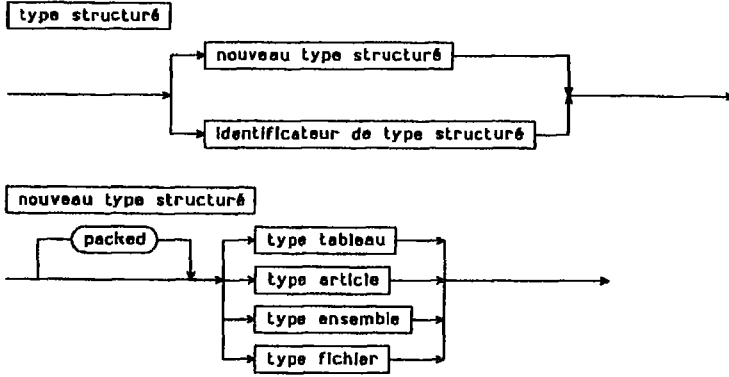 type structuré
nouveau type structuré
identificateur de type structuré
nouveau type structuré
packed
type tableau
type article
type ensemble
type fichier